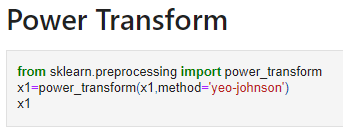 Power Transform
from sklearn.preprocessing import power_transform
x1=power_transform(x1,method='yeo-johnson')
x1